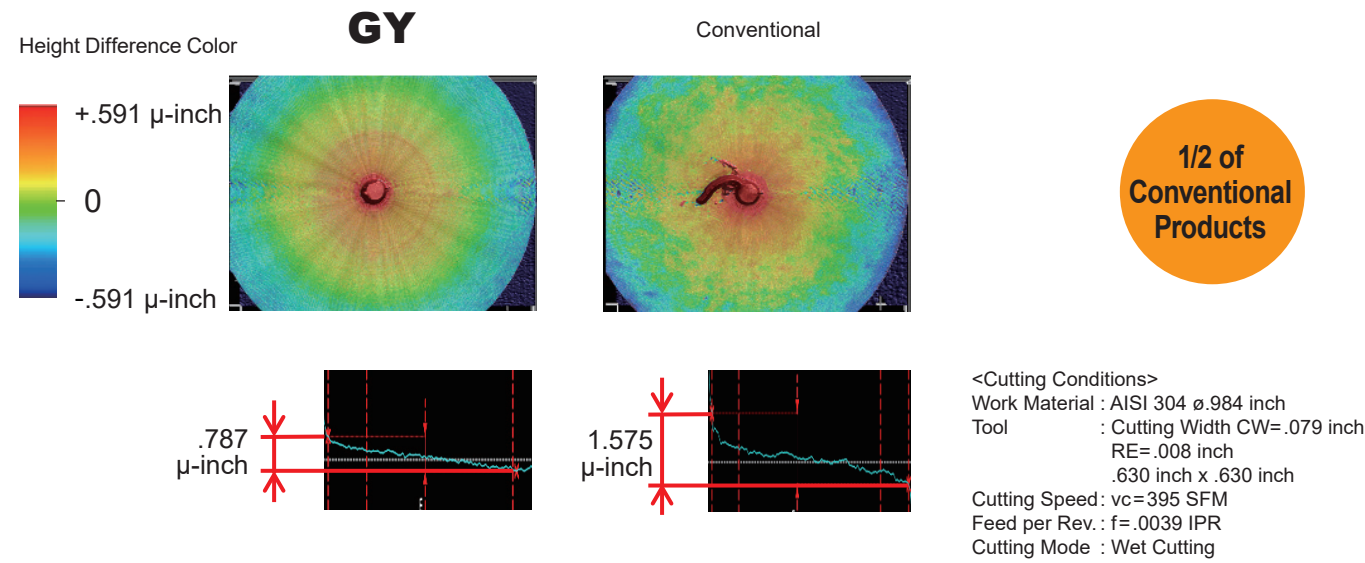 GY
Conventional
Height Difference Color
+.591 μ-inch
0
-.591 μ-inch
1/2 of
Conventional
Products
.787
μ-inch
1.575
μ-inch
<Cutting Conditions>
Work Material : AISI 304 ø.984 inch
Tool : Cutting Width CW=.079 inch
RE=.008 inch
.630 inch x .630 inch
Cutting Speed : vc=395 SFM
Feed per Rev. : f=.0039 IPR
Cutting Mode : Wet Cutting